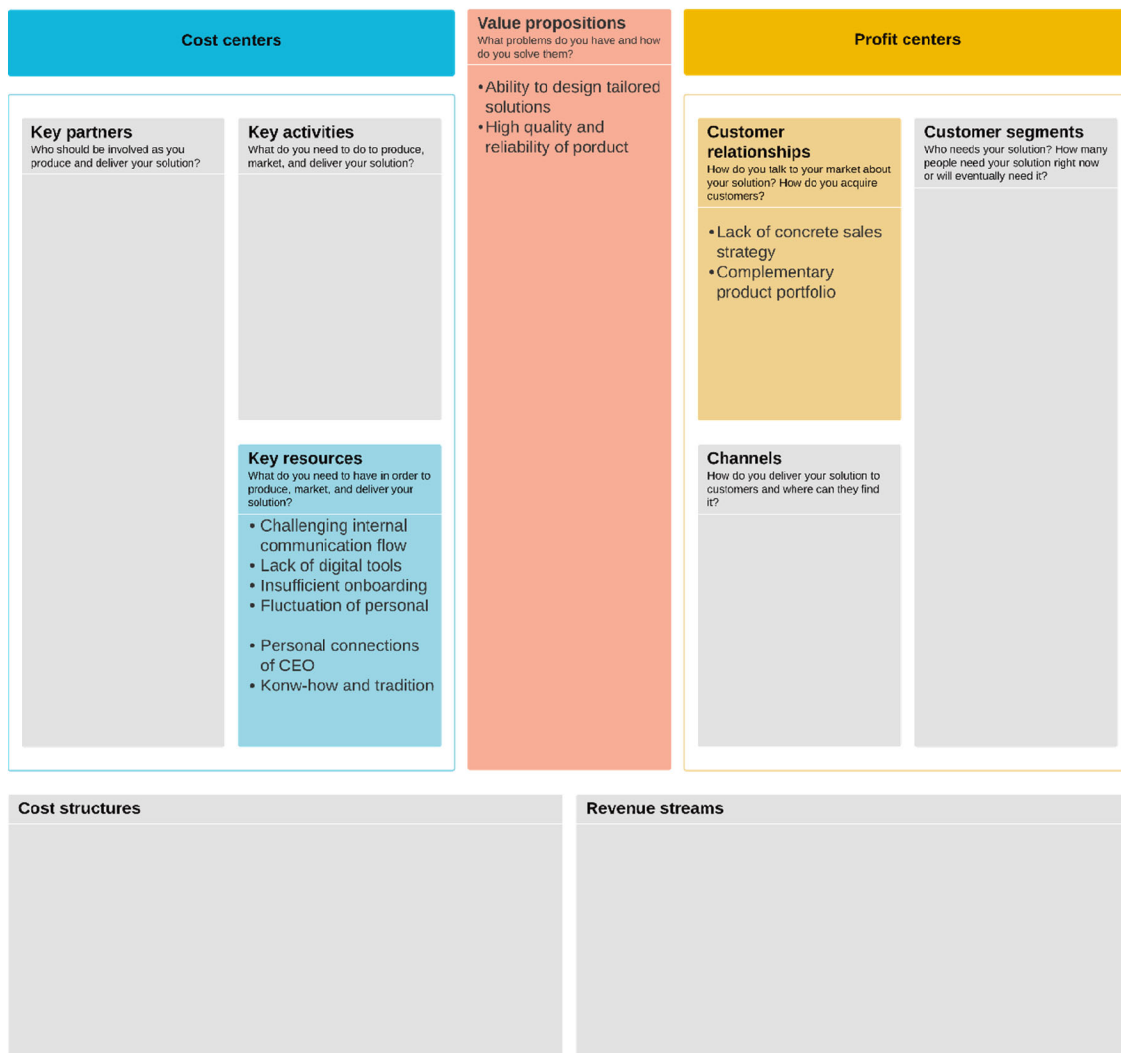 Cost centers
Key partners
Who should be involved as you
produce and deliver your solution?
Key activities
What do you need to do to produce,
market, and deliver your solution?
Key resources
What do you need to have in order to
produce, market, and deliver your
solution?
• Challenging internal
communication flow
• Lack of digital tools
• Insufficient onboarding
• Fluctuation of personal
• Personal connections
of CEO
• Konw-how and tradition
Value propositions
What problems do you have and how
do you solve them?
• Ability to design tailored
solutions
• High quality and
reliability of porduct
Profit centers
Customer
relationships
How do you talk to your market about
your solution? How do you acquire
customers?
• Lack of concrete sales
strategy
• Complementary
product portfolio
Channels
How do you deliver your solution to
customers and where can they find
it?
Customer segments
Who needs your solution? How many
people need your solution right now
or will eventually need it?
Cost structures
Revenue streams